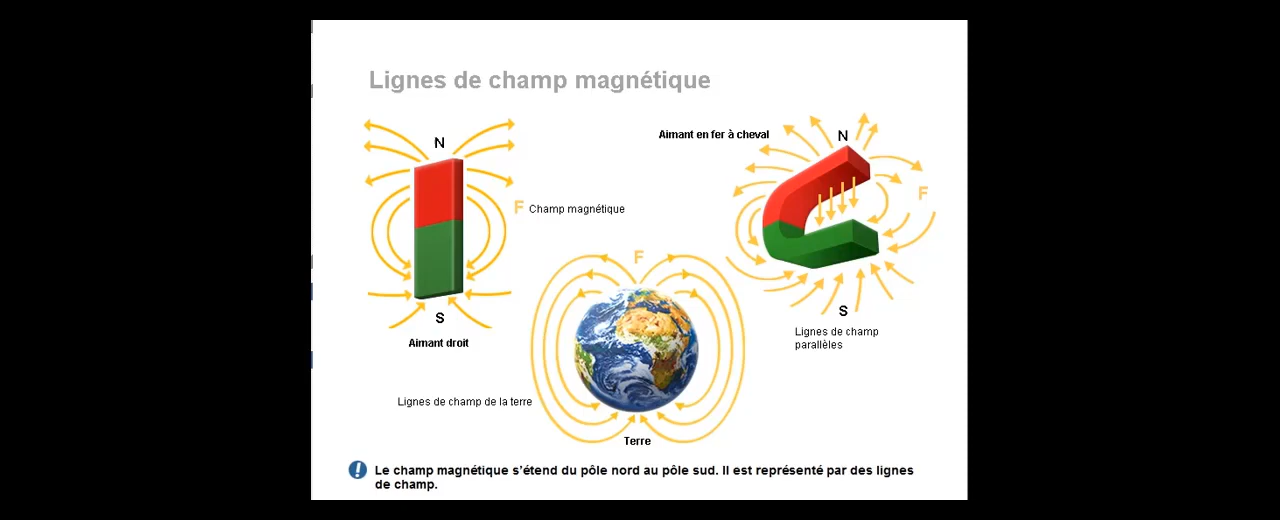 Lignes de champ magnétique
N
Aimant en fer à cheval
N
F Champ magnétique
F
F
S
Aimant droit
S
Lignes de champ
parallèles
Lignes de champ de la terre
Terre
! Le champ magnétique s’étend du pôle nord au pôle sud. Il est représenté par des lignes
de champ.